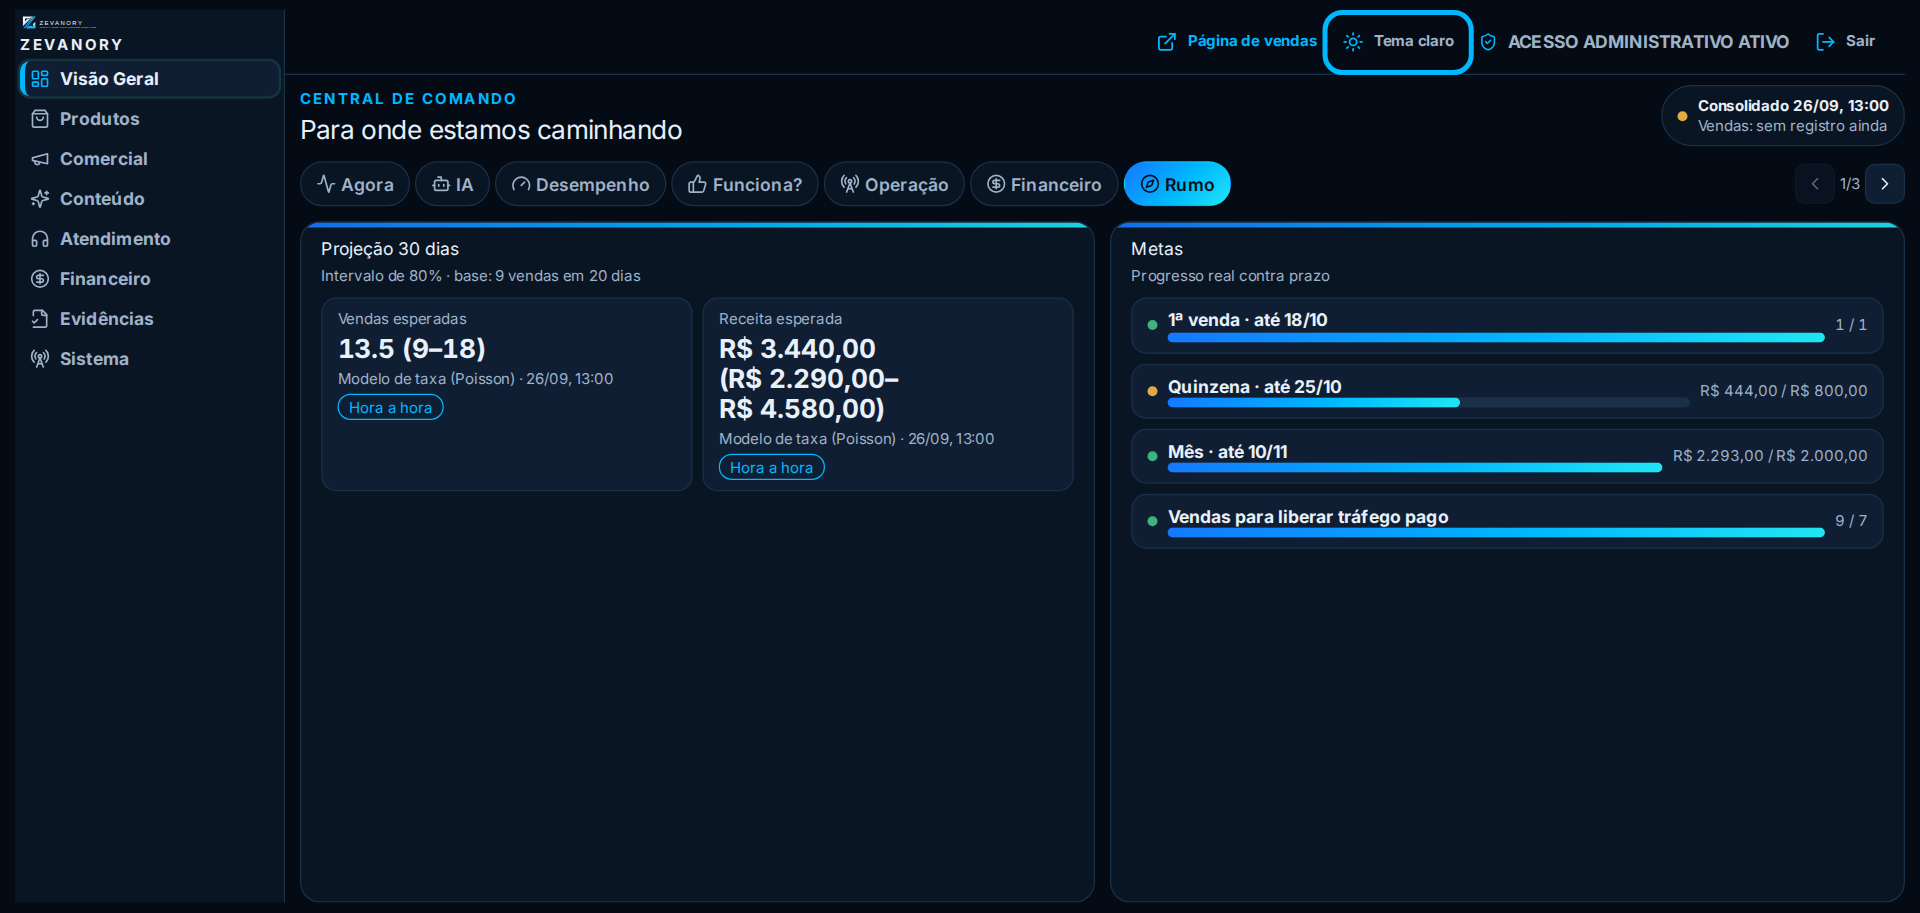 ZEVANORY
ZEVANORY
Página de vendas
Tema claro
ACESSO ADMINISTRATIVO ATIVO
Sair
Visão Geral
Produtos
Comercial
Conteúdo
Atendimento
Financeiro
Evidências
Sistema
CENTRAL DE COMANDO
Para onde estamos caminhando
Consolidado 26/09, 13:00
Vendas: sem registro ainda
Agora
IA
Desempenho
Funciona?
Operação
Financeiro
Rumo
1/3
Projeção 30 dias
Intervalo de 80% · base: 9 vendas em 20 dias
Vendas esperadas
13.5 (9–18)
Modelo de taxa (Poisson) · 26/09, 13:00
Hora a hora
Receita esperada
R$ 3.440,00
(R$ 2.290,00–
R$ 4.580,00)
Modelo de taxa (Poisson) · 26/09, 13:00
Hora a hora
Metas
Progresso real contra prazo
1ª venda · até 18/10
1 / 1
Quinzena · até 25/10
R$ 444,00 / R$ 800,00
Mês · até 10/11
R$ 2.293,00 / R$ 2.000,00
Vendas para liberar tráfego pago
9 / 7